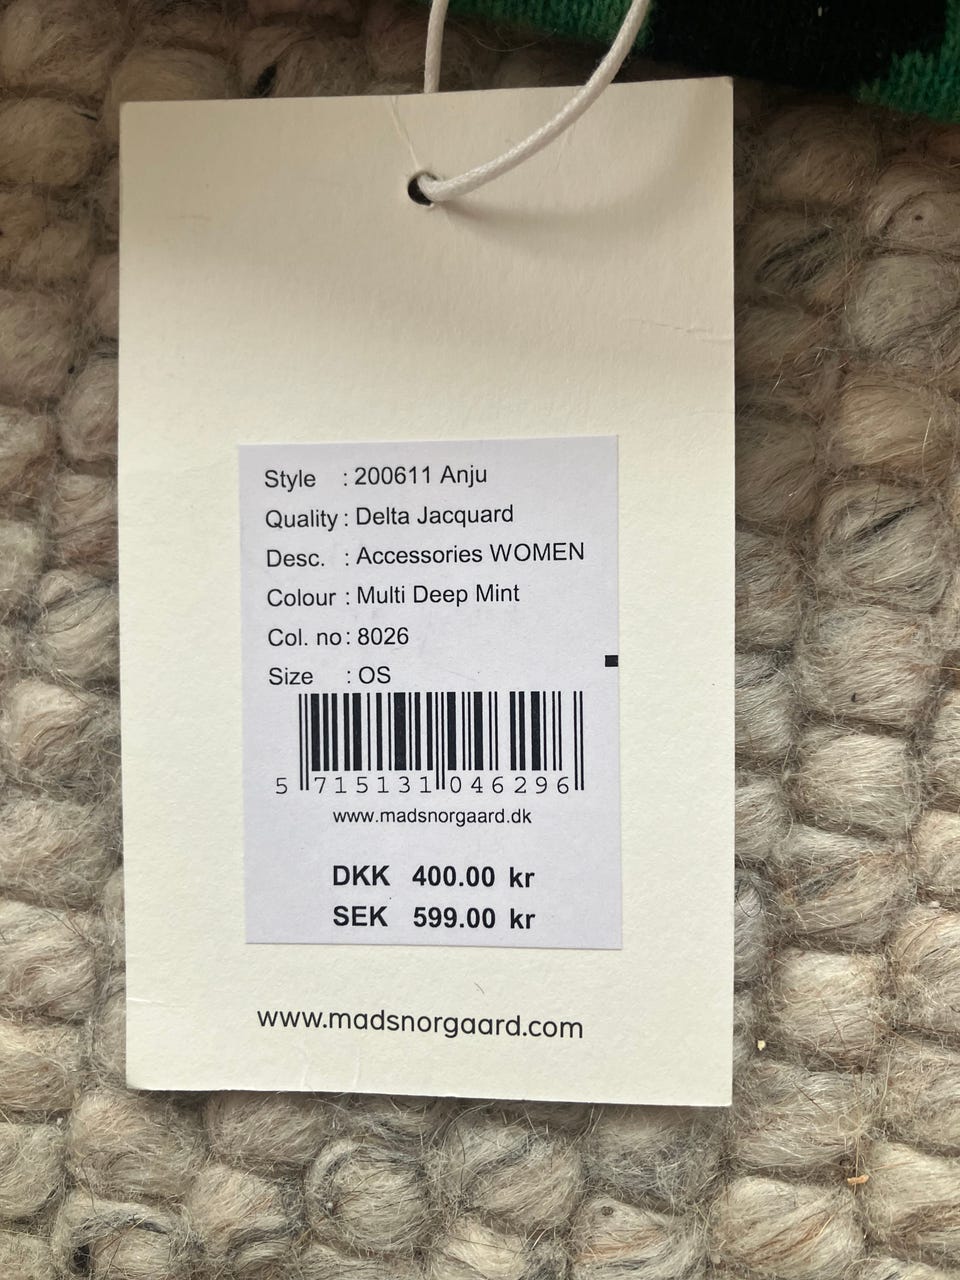 Style : 200611 Anju
Quality : Delta Jacquard
Desc. : Accessories WOMEN
Colour : Multi Deep Mint
Col. no : 8026
Size : OS
5 715131 046296
www.madsnorgaard.dk
DKK 400.00 kr
SEK 599.00 kr
www.madsnorgaard.com